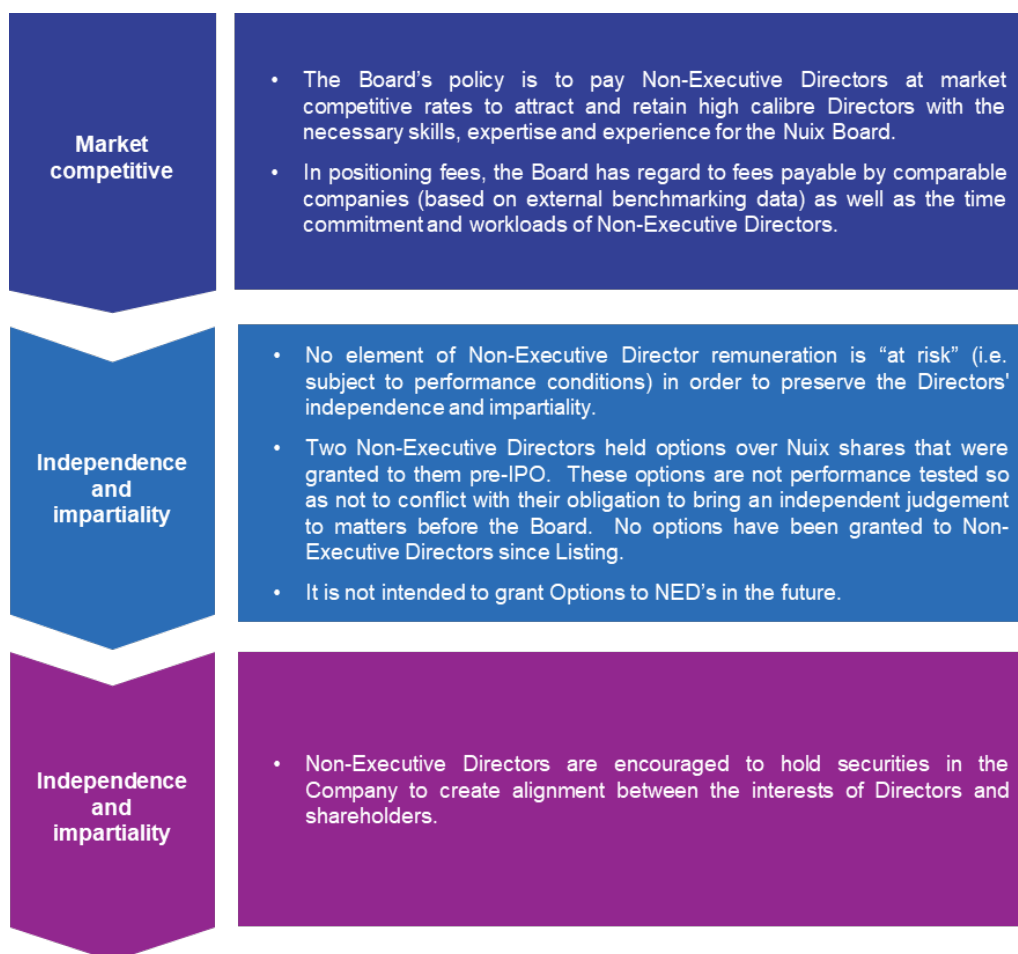 Market
competitive
• The Board's policy is to pay Non-Executive Directors at market
competitive rates to attract and retain high calibre Directors with the
necessary skills, expertise and experience for the Nuix Board.
• In positioning fees, the Board has regard to fees payable by comparable
companies (based on external benchmarking data) as well as the time
commitment and workloads of Non-Executive Directors.
Independence
and
impartiality
• No element of Non-Executive Director remuneration is “at risk” (i.e.
subject to performance conditions) in order to preserve the Directors'
independence and impartiality.
• Two Non-Executive Directors held options over Nuix shares that were
granted to them pre-IPO. These options are not performance tested so
as not to conflict with their obligation to bring an independent judgement
to matters before the Board. No options have been granted to Non-
Executive Directors since Listing.
• It is not intended to grant Options to NED's in the future.
Independence
and
impartiality
• Non-Executive Directors are encouraged to hold securities in the
Company to create alignment between the interests of Directors and
shareholders.